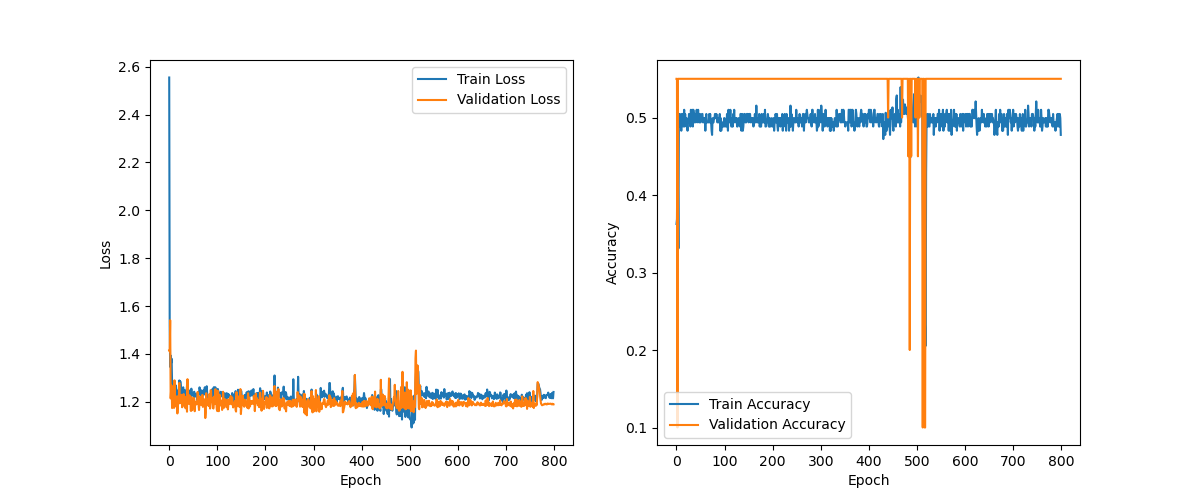 2.6
2.4
2.2
2.0
1.8
1.6
1.4
1.2
Loss
0 100 200 300 400 500 600 700 800
Epoch
Train Loss
Validation Loss
0.5
0.4
0.3
0.2
0.1
Accuracy
0 100 200 300 400 500 600 700 800
Epoch
Train Accuracy
Validation Accuracy